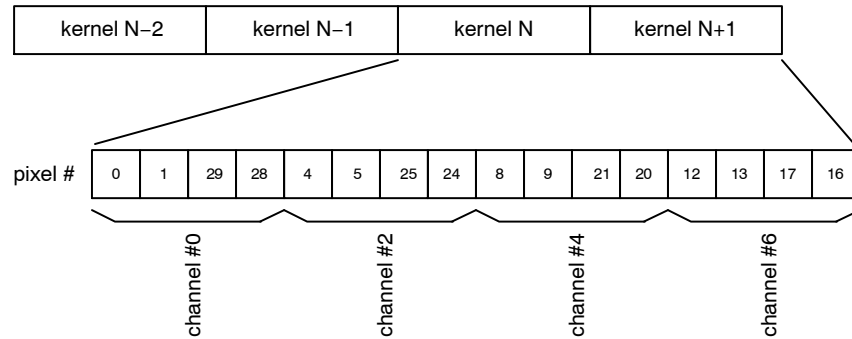 kernel N−2 kernel N−1 kernel N kernel N+1
pixel # 0 1 29 28 4 5 25 24 8 9 21 20 12 13 17 16
channel #0 channel #2 channel #4 channel #6